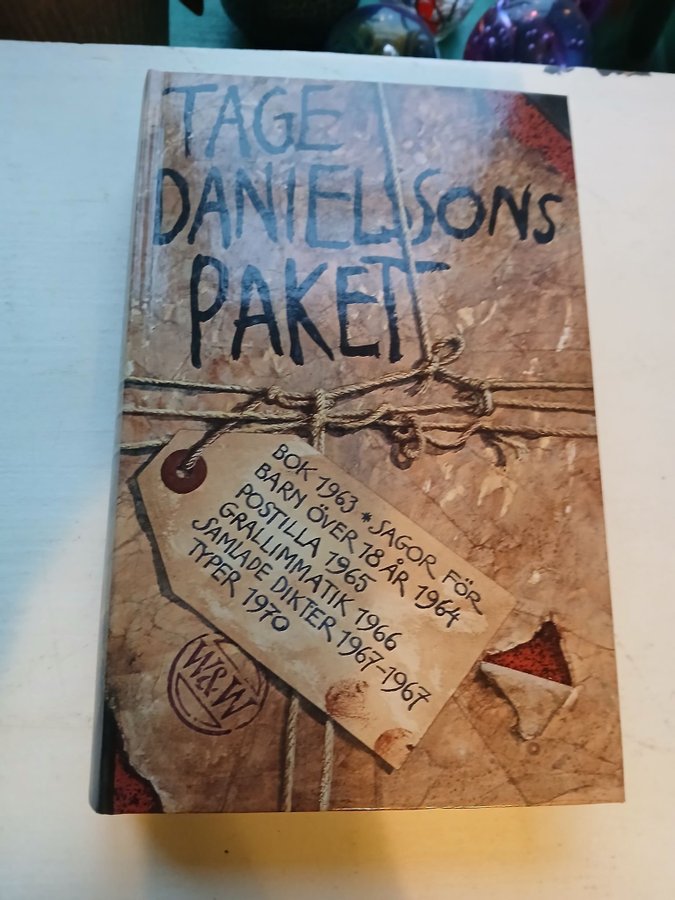 TAGE
DANIELSSONS
PAKET
BOK 1963 * SAGOR FÖR
BARN ÖVER 18 ÅR 1964
POSTILLA 1965
GRALLIMMATIK 1966
SAMLADE DIKTER 1967-1967
TYPER 1970
W&W